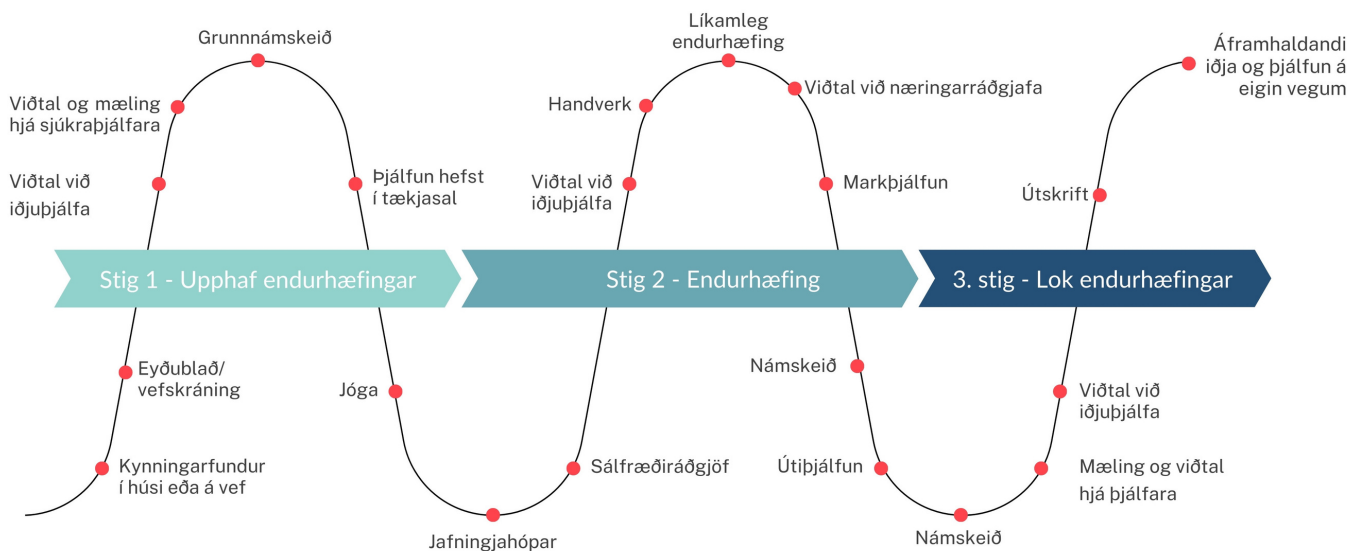 Grunnnámskeið
Viðtal og mæling
hjá sjúkraþjálfara
Viðtal við
iðjuþjálfa
Þjálfun hefst
í tækjasal
Líkamleg
endurhæfing
Handverk
Viðtal við næringarráðgjafa
Viðtal við
iðjuþjálfa
Markþjálfun
Áframhaldandi
iðja og þjálfun á
eigin vegum
Útskrift
Stig 1 - Upphaf endurhæfingar
Stig 2 - Endurhæfing
3. stig - Lok endurhæfingar
Eyðublað/
vefskráning
Kynningarfundur
í húsi eða á vef
Jóga
Jafningjahópar
Sálfræðiráðgjöf
Námskeið
Útiþjálfun
Námskeið
Viðtal við
iðjuþjálfa
Mæling og viðtal
hjá þjálfara